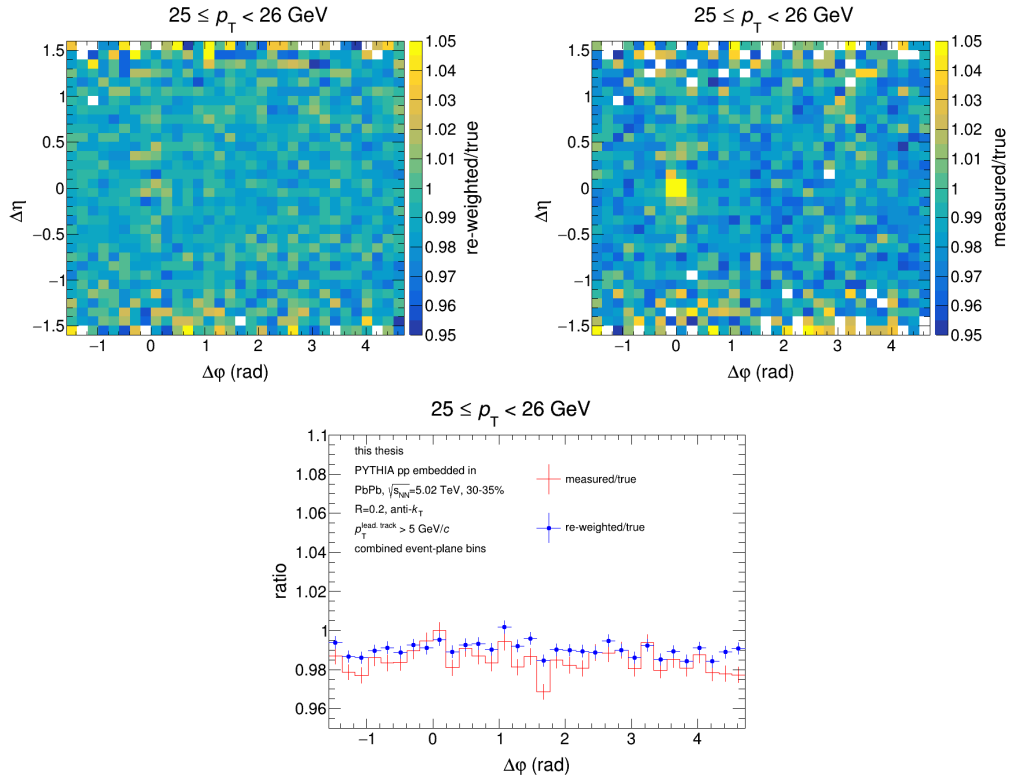 25 ≤ p_T < 26 GeV
1.5
1
0.5
0
−0.5
−1
−1.5
Δη
−1 0 1 2 3 4
Δφ (rad)
1.05
1.04
1.03
1.02
1.01
1
0.99
0.98
0.97
0.96
0.95
re-weighted/true
25 ≤ p_T < 26 GeV
1.5
1
0.5
0
−0.5
−1
−1.5
Δη
−1 0 1 2 3 4
Δφ (rad)
1.05
1.04
1.03
1.02
1.01
1
0.99
0.98
0.97
0.96
0.95
measured/true
25 ≤ p_T < 26 GeV
1.1
1.08
1.06
1.04
1.02
1
0.98
0.96
ratio
this thesis
PYTHIA pp embedded in
PbPb, √s_NN=5.02 TeV, 30-35%
R=0.2, anti-k_T
p_T^lead. track > 5 GeV/c
combined event-plane bins
measured/true
re-weighted/true
−1 0 1 2 3 4
Δφ (rad)